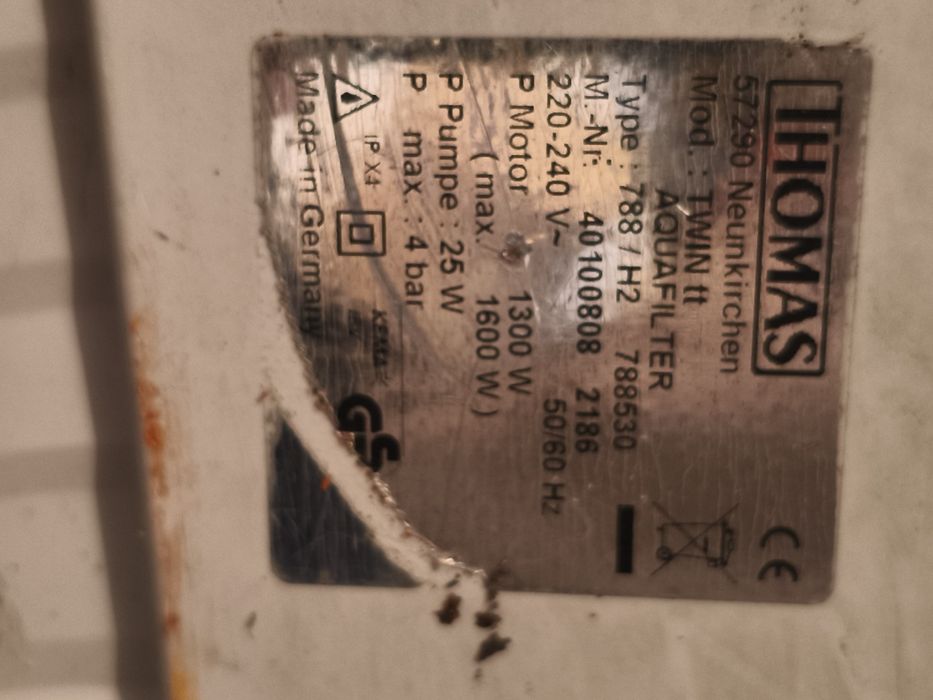 THOMAS
CE
57290 Neunkirchen
Mod. : TWIN tt
AQUAFILTER
Type : 788 / H2 788530
M.-Nr. 40100808 2186
220-240 V~ 50/60 Hz
P Motor 1300 W
( max. 1600 W )
P Pumpe : 25 W
P max. : 4 bar
IP X4
GS
Made in Germany